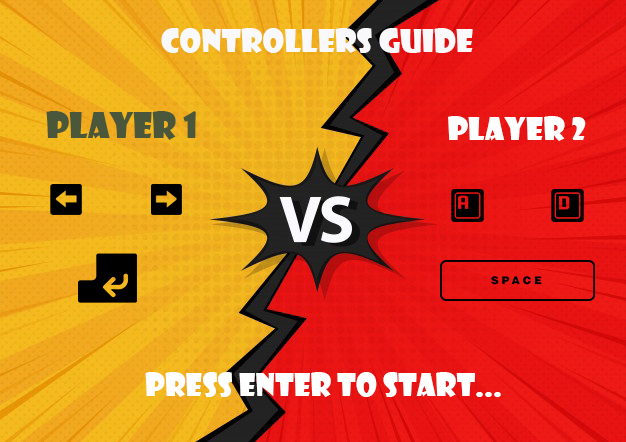 CONTROLLERS GUIDE
PLAYER 1
PLAYER 2
VS
A
D
SPACE
PRESS ENTER TO START...